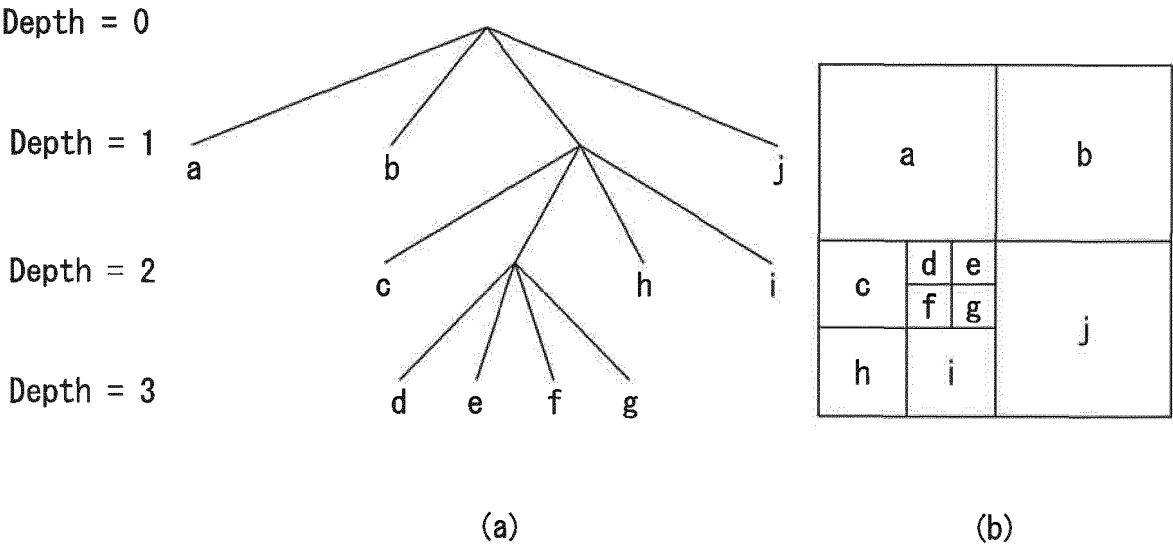 Depth = 0
Depth = 1
a b j
Depth = 2
c h i
Depth = 3
d e f g
(a)
a b
c d e
f g
j
h i
(b)